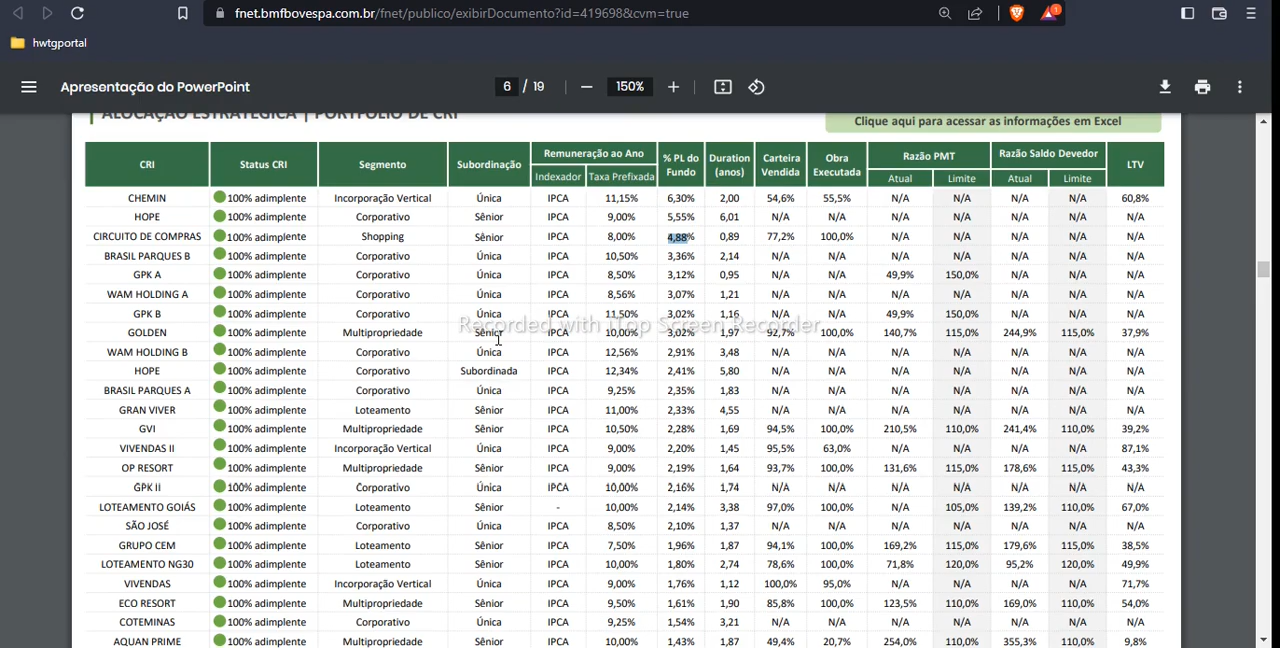 fnet.bmfbovespa.com.br/fnet/publico/exibirDocumento?id=419698&cvm=true
1
hwtgportal
Apresentação do PowerPoint
6 / 19
150%
ALOCAÇÃO ESTRATÉGICA | PORTFÓLIO DE CRI
Clique aqui para acessar as informações em Excel
CRI Status CRI Segmento Subordinação Remuneração ao Ano % PL do Fundo Duration (anos) Carteira Vendida Obra Executada Razão PMT Razão Saldo Devedor LTV
Indexador Taxa Prefixada Atual Limite Atual Limite
CHEMIN 100% adimplente Incorporação Vertical Única IPCA 11,15% 6,30% 2,00 54,6% 55,5% N/A N/A N/A N/A 60,8%
HOPE 100% adimplente Corporativo Sênior IPCA 9,00% 5,55% 6,01 N/A N/A N/A N/A N/A N/A N/A
CIRCUITO DE COMPRAS 100% adimplente Shopping Sênior IPCA 8,00% 4,88% 0,89 77,2% 100,0% N/A N/A N/A N/A N/A
BRASIL PARQUES B 100% adimplente Corporativo Única IPCA 10,50% 3,36% 2,14 N/A N/A N/A N/A N/A N/A N/A
GPK A 100% adimplente Corporativo Única IPCA 8,50% 3,12% 0,95 N/A N/A 49,9% 150,0% N/A N/A N/A
WAM HOLDING A 100% adimplente Corporativo Única IPCA 8,56% 3,07% 1,21 N/A N/A N/A N/A N/A N/A N/A
GPK B 100% adimplente Corporativo Única IPCA 11,50% 3,02% 1,16 N/A N/A 49,9% 150,0% N/A N/A N/A
Recorded with iTop Screen Recorder
GOLDEN 100% adimplente Multipropriedade Sênior IPCA 10,00% 3,02% 1,97 92,7% 100,0% 140,7% 115,0% 244,9% 115,0% 37,9%
WAM HOLDING B 100% adimplente Corporativo Única IPCA 12,56% 2,91% 3,48 N/A N/A N/A N/A N/A N/A N/A
HOPE 100% adimplente Corporativo Subordinada IPCA 12,34% 2,41% 5,80 N/A N/A N/A N/A N/A N/A N/A
BRASIL PARQUES A 100% adimplente Corporativo Única IPCA 9,25% 2,35% 1,83 N/A N/A N/A N/A N/A N/A N/A
GRAN VIVER 100% adimplente Loteamento Sênior IPCA 11,00% 2,33% 4,55 N/A N/A N/A N/A N/A N/A N/A
GVI 100% adimplente Multipropriedade Sênior IPCA 10,50% 2,28% 1,69 94,5% 100,0% 210,5% 110,0% 241,4% 110,0% 39,2%
VIVENDAS II 100% adimplente Incorporação Vertical Única IPCA 9,00% 2,20% 1,45 95,5% 63,0% N/A N/A N/A N/A 87,1%
OP RESORT 100% adimplente Multipropriedade Sênior IPCA 9,00% 2,19% 1,64 93,7% 100,0% 131,6% 115,0% 178,6% 115,0% 43,3%
GPK II 100% adimplente Corporativo Única IPCA 10,00% 2,16% 1,74 N/A N/A N/A N/A N/A N/A N/A
LOTEAMENTO GOIÁS 100% adimplente Loteamento Sênior - 10,00% 2,14% 3,38 97,0% 100,0% N/A 105,0% 139,2% 110,0% 67,0%
SÃO JOSÉ 100% adimplente Corporativo Única IPCA 8,50% 2,10% 1,37 N/A N/A N/A N/A N/A N/A N/A
GRUPO CEM 100% adimplente Loteamento Sênior IPCA 7,50% 1,96% 1,87 94,1% 100,0% 169,2% 115,0% 179,6% 115,0% 38,5%
LOTEAMENTO NG30 100% adimplente Loteamento Sênior IPCA 10,00% 1,80% 2,74 78,6% 100,0% 71,8% 120,0% 95,2% 120,0% 49,9%
VIVENDAS 100% adimplente Incorporação Vertical Única IPCA 9,00% 1,76% 1,12 100,0% 95,0% N/A N/A N/A N/A 71,7%
ECO RESORT 100% adimplente Multipropriedade Sênior IPCA 9,50% 1,61% 1,90 85,8% 100,0% 123,5% 110,0% 169,0% 110,0% 54,0%
COTEMINAS 100% adimplente Corporativo Única IPCA 9,25% 1,54% 3,21 N/A N/A N/A N/A N/A N/A N/A
AQUAN PRIME 100% adimplente Multipropriedade Sênior IPCA 10,00% 1,43% 1,87 49,4% 20,7% 254,0% 110,0% 355,3% 110,0% 9,8%